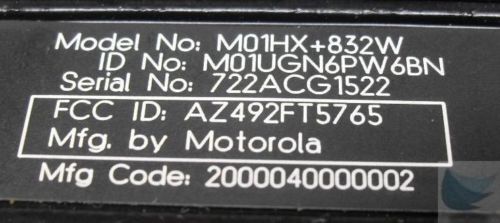 Model No: M01HX+832W
ID No: M01UGN6PW6BN
Serial No: 722ACG1522
FCC ID: AZ492FT5765
Mfg. by Motorola
Mfg Code: 2000040000002